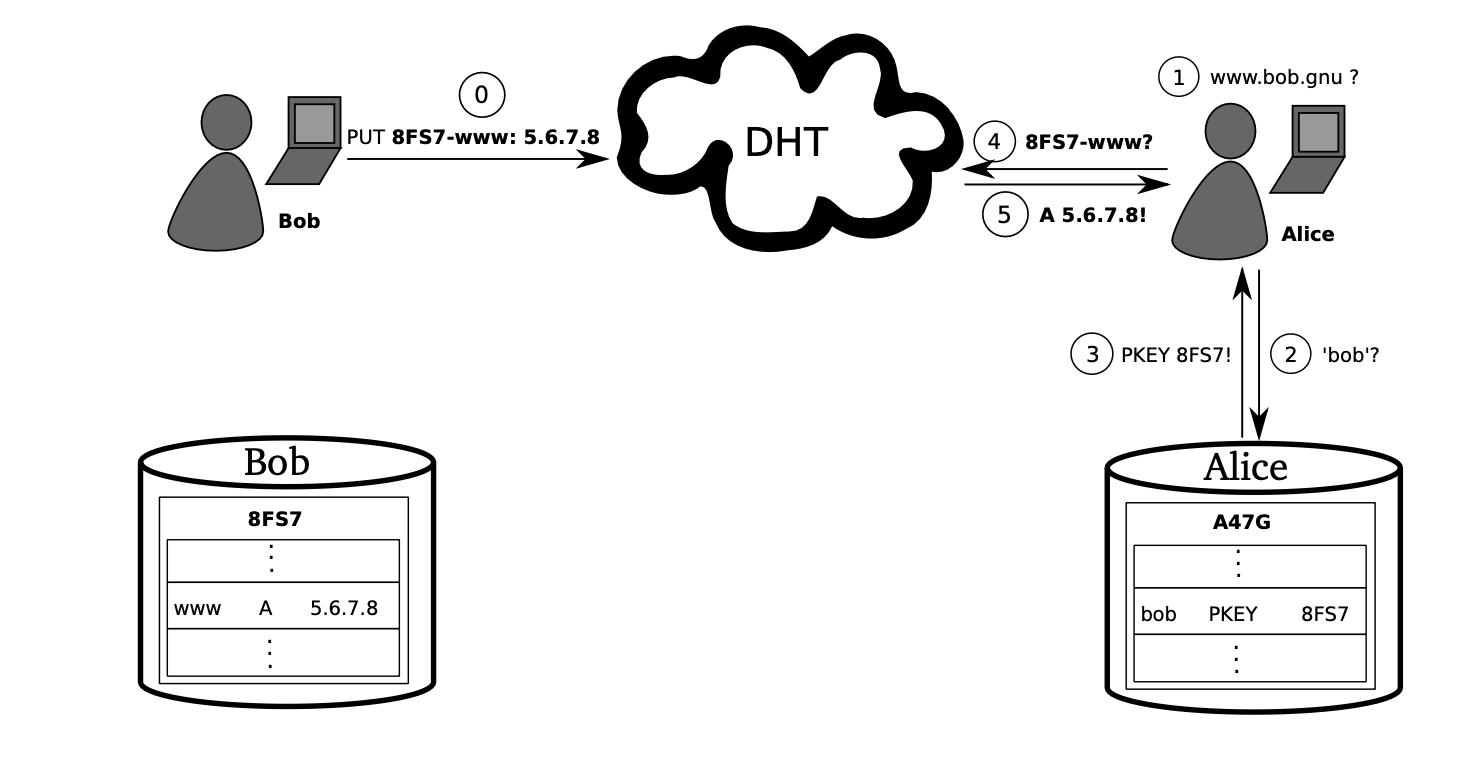 0
PUT 8FS7-www: 5.6.7.8
Bob
DHT
1 www.bob.gnu ?
4 8FS7-www?
5 A 5.6.7.8!
Alice
3 PKEY 8FS7!
2 'bob'?
Bob
8FS7
www A 5.6.7.8
Alice
A47G
bob PKEY 8FS7